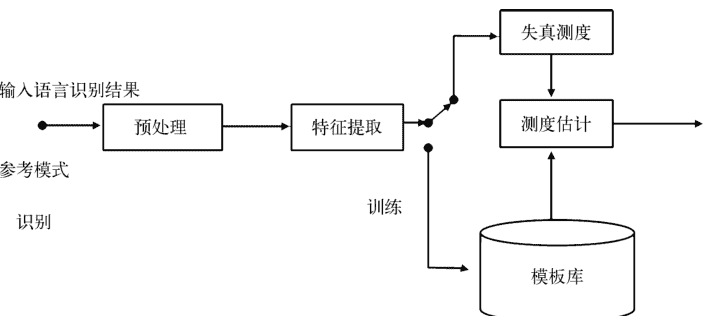 失真测度
输入语言识别结果
预处理
特征提取
测度估计
参考模式
训练
识别
模板库